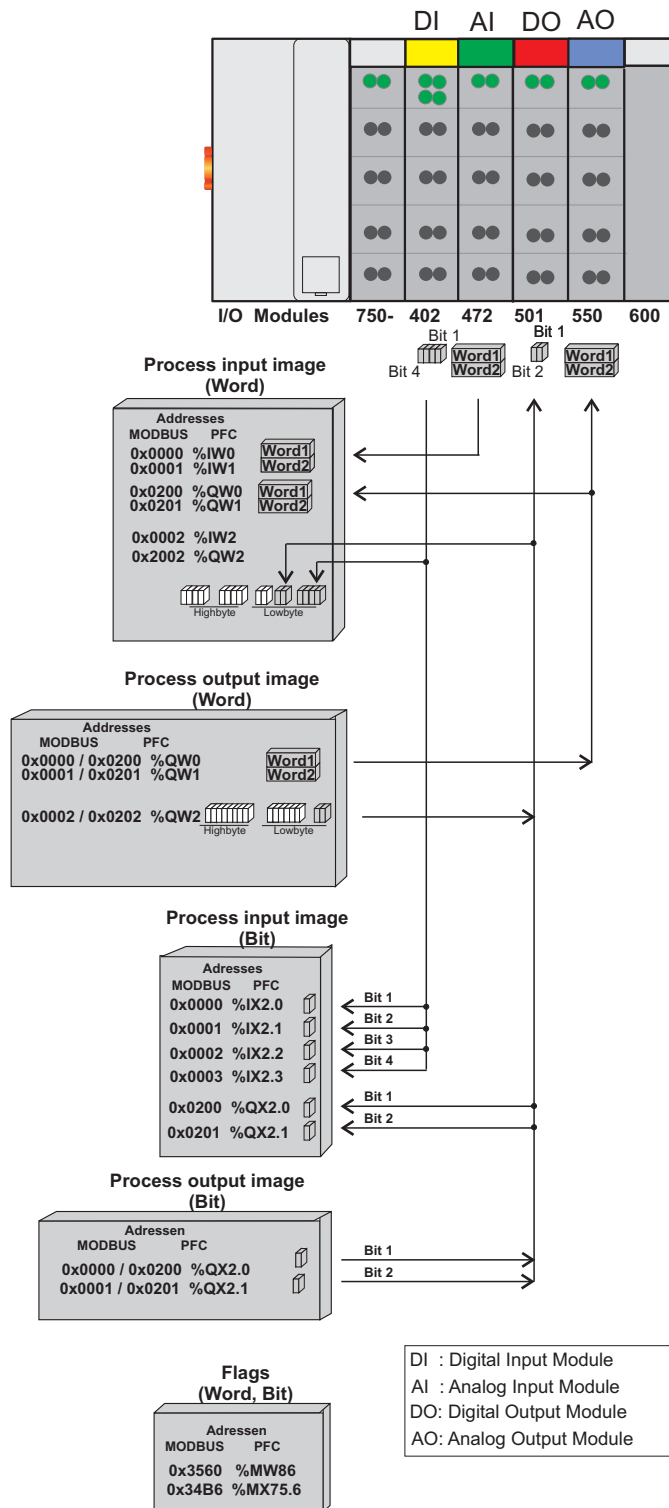 DI AI DO AO
I/O Modules 750- 402 472 501 550 600
Bit 1
Bit 4
Word1
Word2
Bit 1
Bit 2
Word1
Word2
Process input image
(Word)
Addresses
MODBUS PFC
0x0000 %IW0 Word1
0x0001 %IW1 Word2
0x0200 %QW0 Word1
0x0201 %QW1 Word2
0x0002 %IW2
0x2002 %QW2
Highbyte Lowbyte
Process output image
(Word)
Addresses
MODBUS PFC
0x0000 / 0x0200 %QW0 Word1
0x0001 / 0x0201 %QW1 Word2
0x0002 / 0x0202 %QW2
Highbyte Lowbyte
Process input image
(Bit)
Adresses
MODBUS PFC
0x0000 %IX2.0 Bit 1
0x0001 %IX2.1 Bit 2
0x0002 %IX2.2 Bit 3
0x0003 %IX2.3 Bit 4
0x0200 %QX2.0 Bit 1
0x0201 %QX2.1 Bit 2
Process output image
(Bit)
Adressen
MODBUS PFC
0x0000 / 0x0200 %QX2.0 Bit 1
0x0001 / 0x0201 %QX2.1 Bit 2
Flags
(Word, Bit)
Adressen
MODBUS PFC
0x3560 %MW86
0x34B6 %MX75.6
DI : Digital Input Module
AI : Analog Input Module
DO: Digital Output Module
AO: Analog Output Module